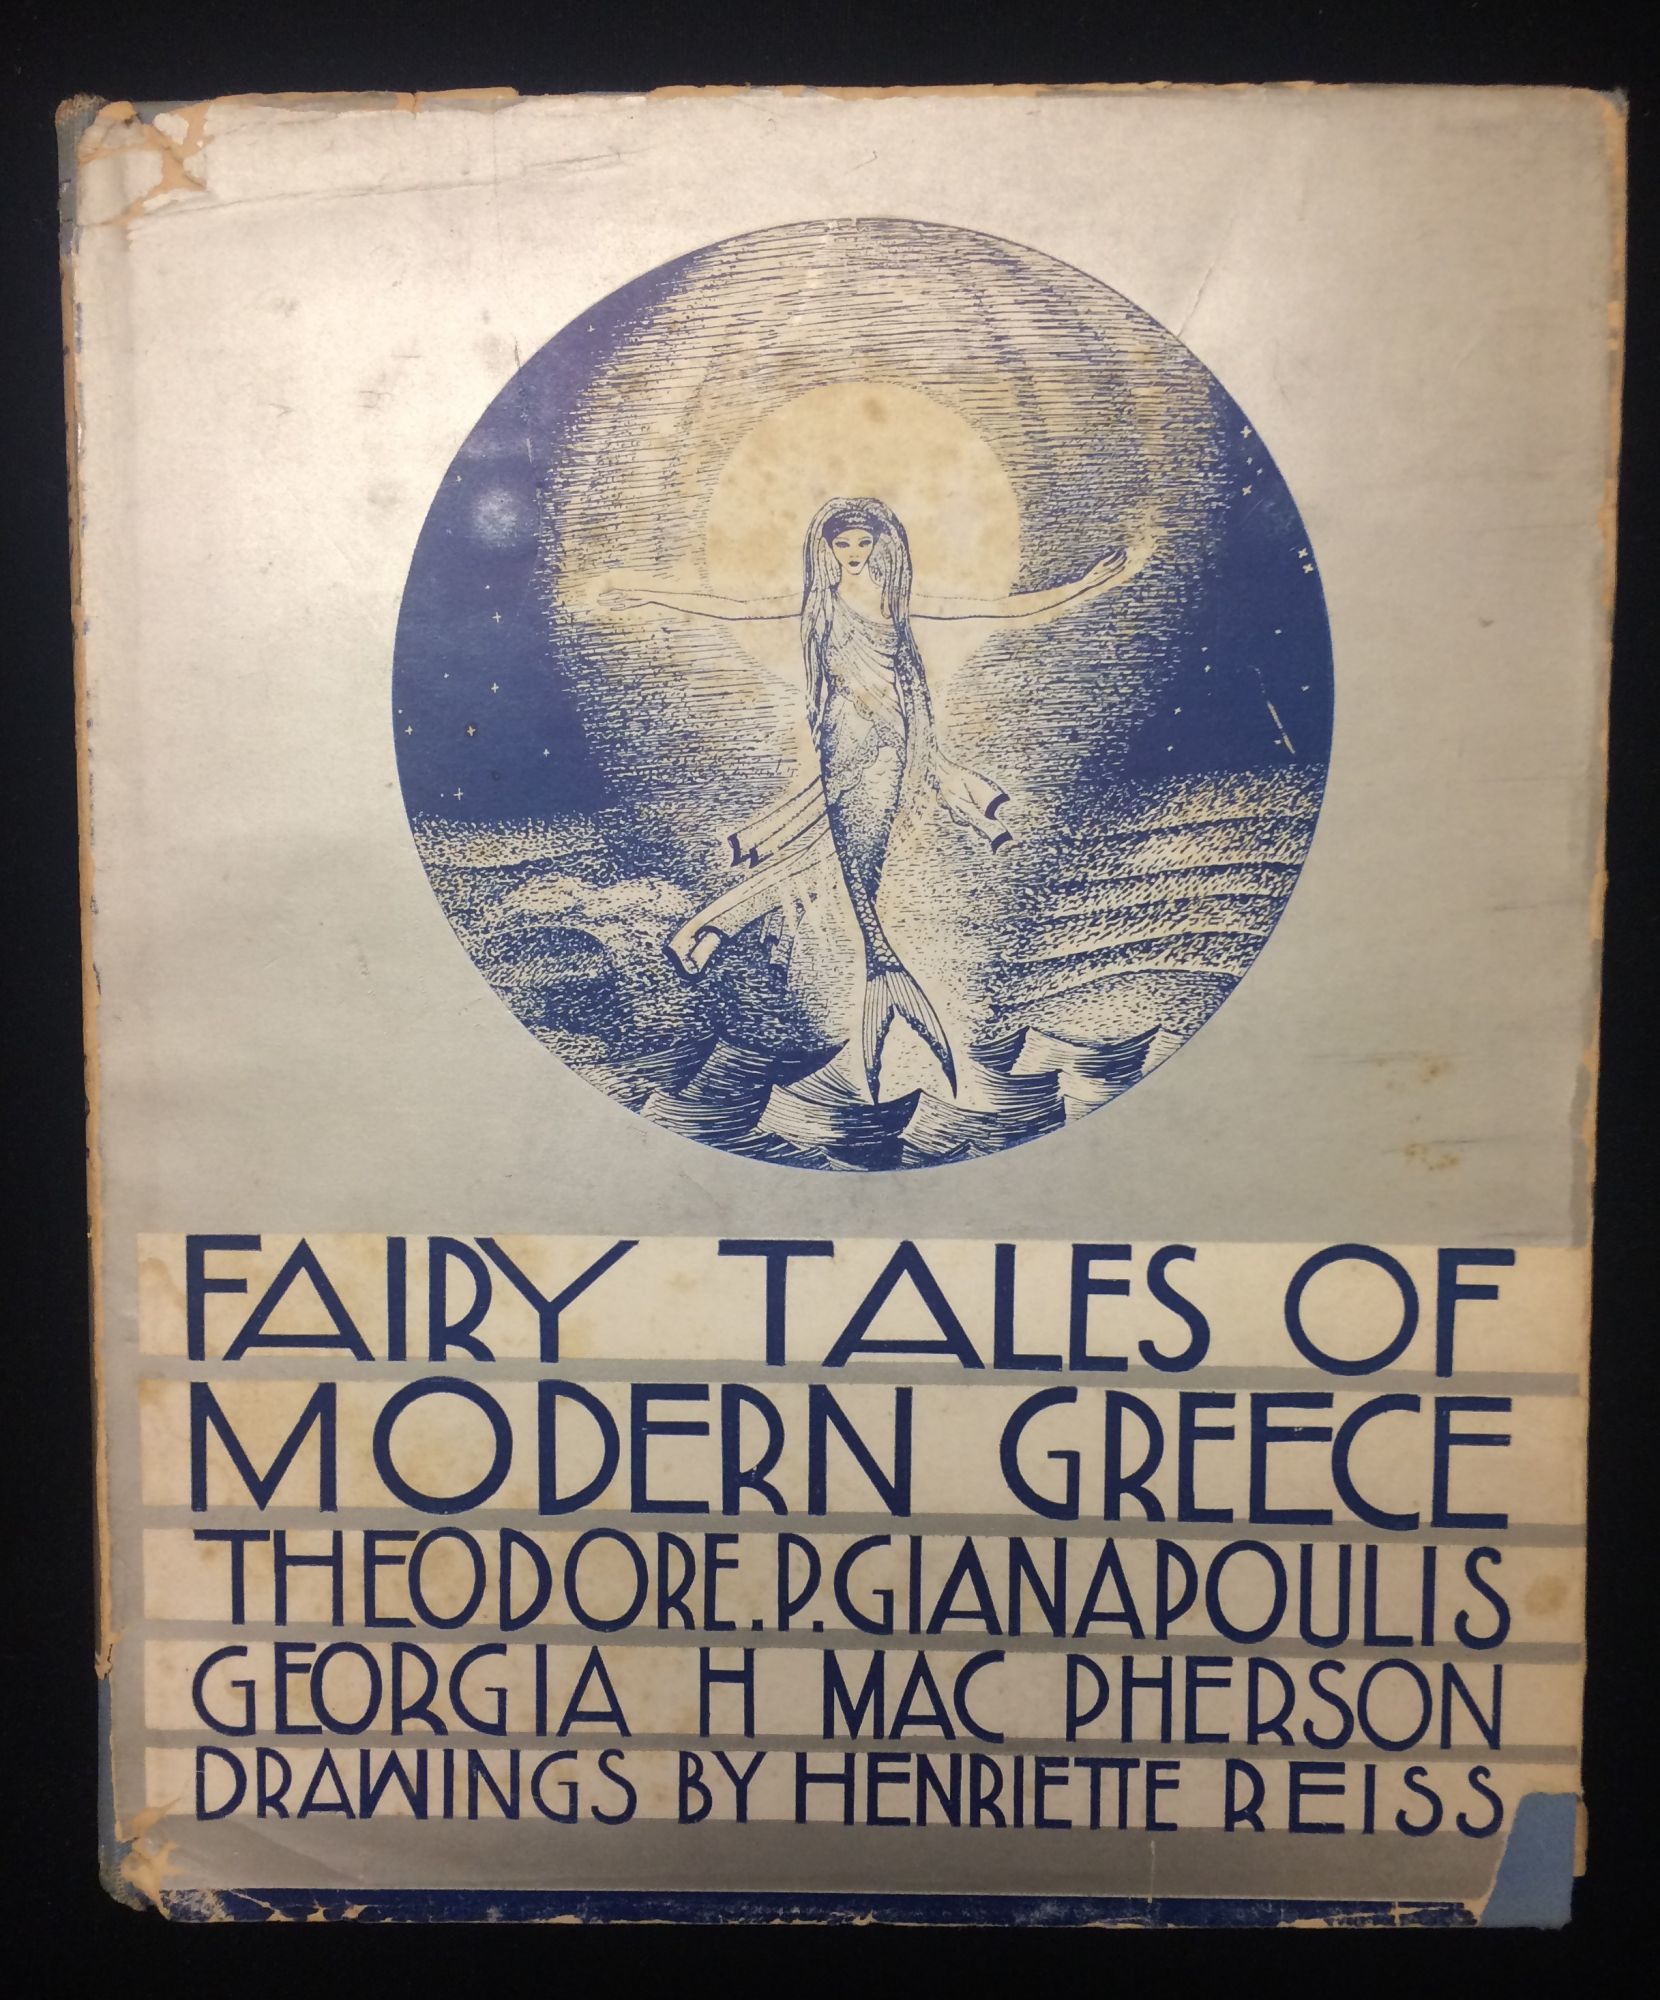 FAIRY TALES OF
MODERN GREECE
THEODORE.P.GIANAPOULIS
GEORGIA H MAC PHERSON
DRAWINGS BY HENRIETTE REISS